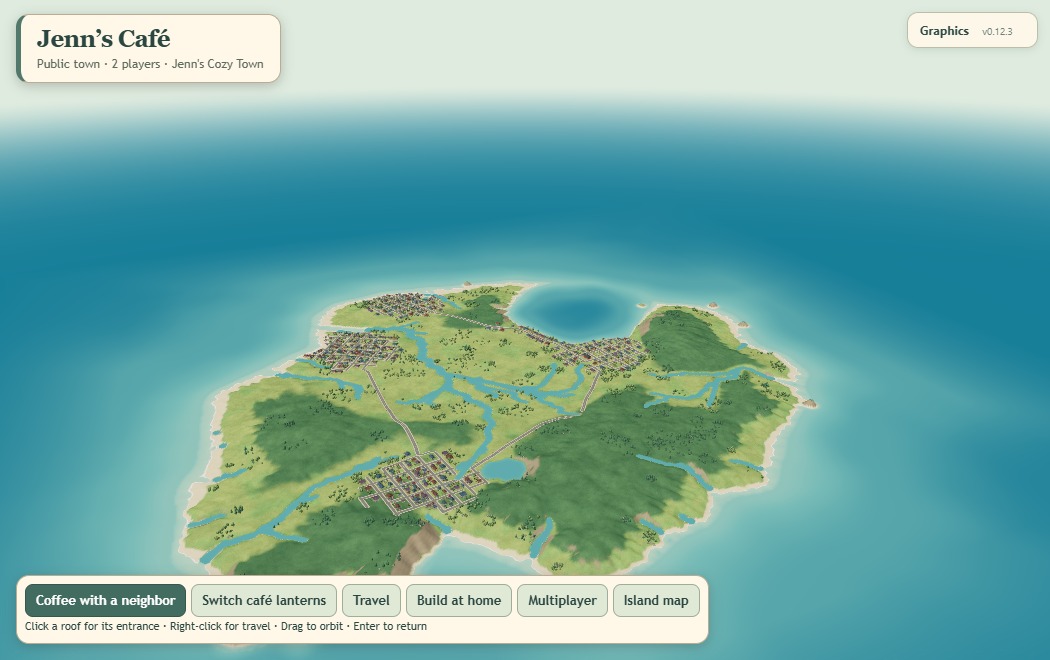 Jenn’s Café
Public town · 2 players · Jenn's Cozy Town
Graphics v0.12.3
Coffee with a neighbor
Switch café lanterns
Travel
Build at home
Multiplayer
Island map
Click a roof for its entrance · Right-click for travel · Drag to orbit · Enter to return